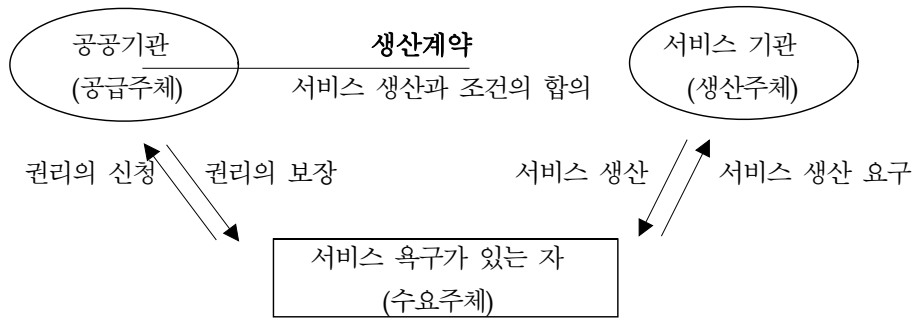 공공기관
(공급주체)
생산계약
서비스 생산과 조건의 합의
서비스 기관
(생산주체)
권리의 신청
권리의 보장
서비스 생산
서비스 생산 요구
서비스 욕구가 있는 자
(수요주체)